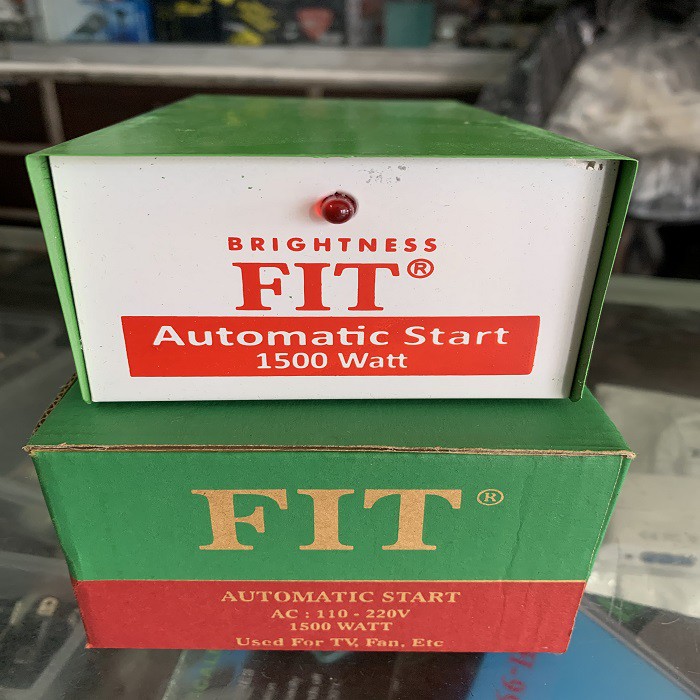 BRIGHTNESS
FIT®
Automatic Start
1500 Watt
FIT®
AUTOMATIC START
AC : 110 - 220V
1500 WATT
Used For TV, Fan, Etc